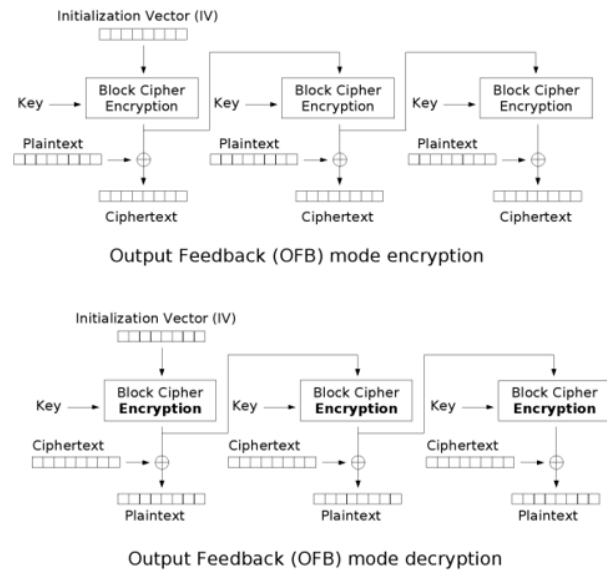 Initialization Vector (IV)
Key
Block Cipher
Encryption
Key
Block Cipher
Encryption
Key
Block Cipher
Encryption
Plaintext
Plaintext
Plaintext
Ciphertext
Ciphertext
Ciphertext
Output Feedback (OFB) mode encryption
Initialization Vector (IV)
Key
Block Cipher
Encryption
Key
Block Cipher
Encryption
Key
Block Cipher
Encryption
Ciphertext
Ciphertext
Ciphertext
Plaintext
Plaintext
Plaintext
Output Feedback (OFB) mode decryption